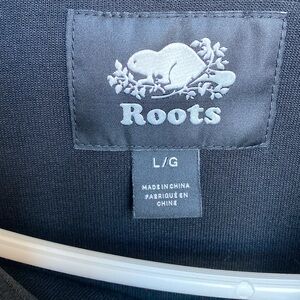 Roots
L/G
MADE IN CHINA
FABRIQUÉ EN
CHINE